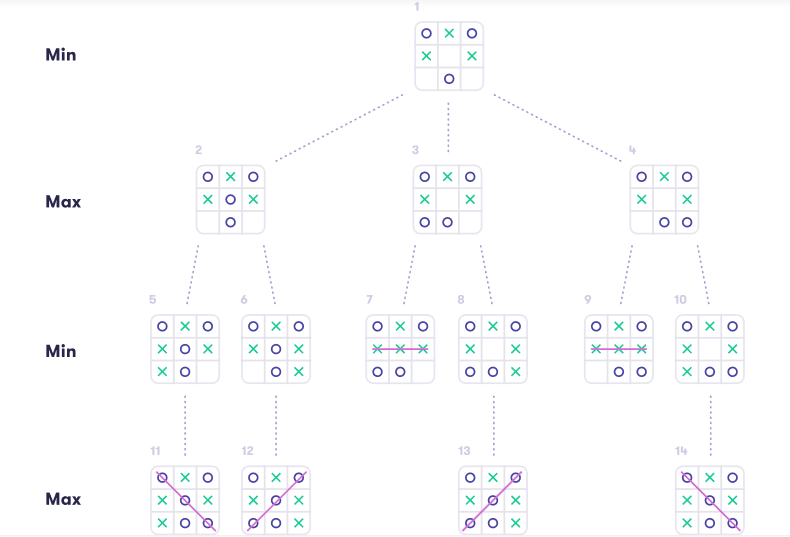 1
Min
O X O
X X
O
2 3 4
Max
O X O O X O O X O
X O X X X X X
O O O O O
5 6 7 8 9 10
Min
O X O O X O O X O O X O O X O O X O
X O X X O X X X X X X X X X X X
X O O X O O O O X O O X O O
11 12 13 14
Max
O X O O X O O X O O X O
X O X X O X X O X X O X
X O O O O X O O X X O O